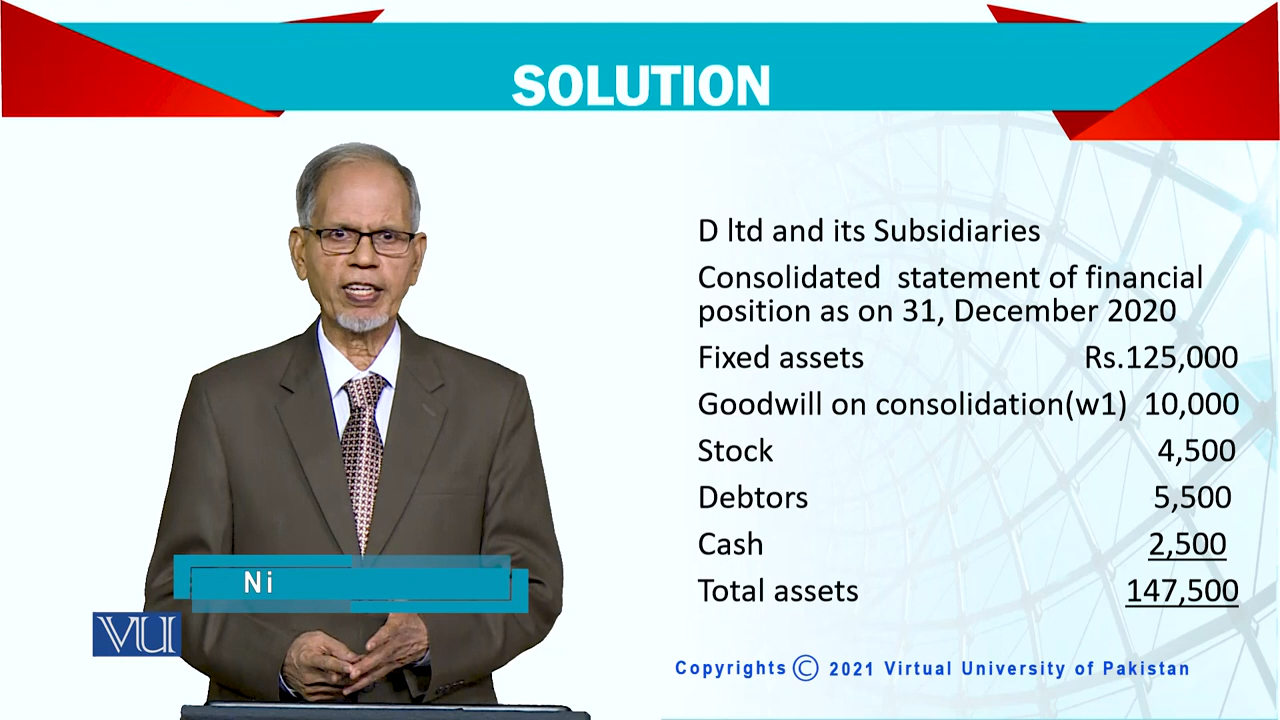 SOLUTION
D ltd and its Subsidiaries
Consolidated statement of financial
position as on 31, December 2020
Fixed assets Rs.125,000
Goodwill on consolidation(w1) 10,000
Stock 4,500
Debtors 5,500
Cash 2,500
Total assets 147,500
Ni
VU
Copyrights © 2021 Virtual University of Pakistan